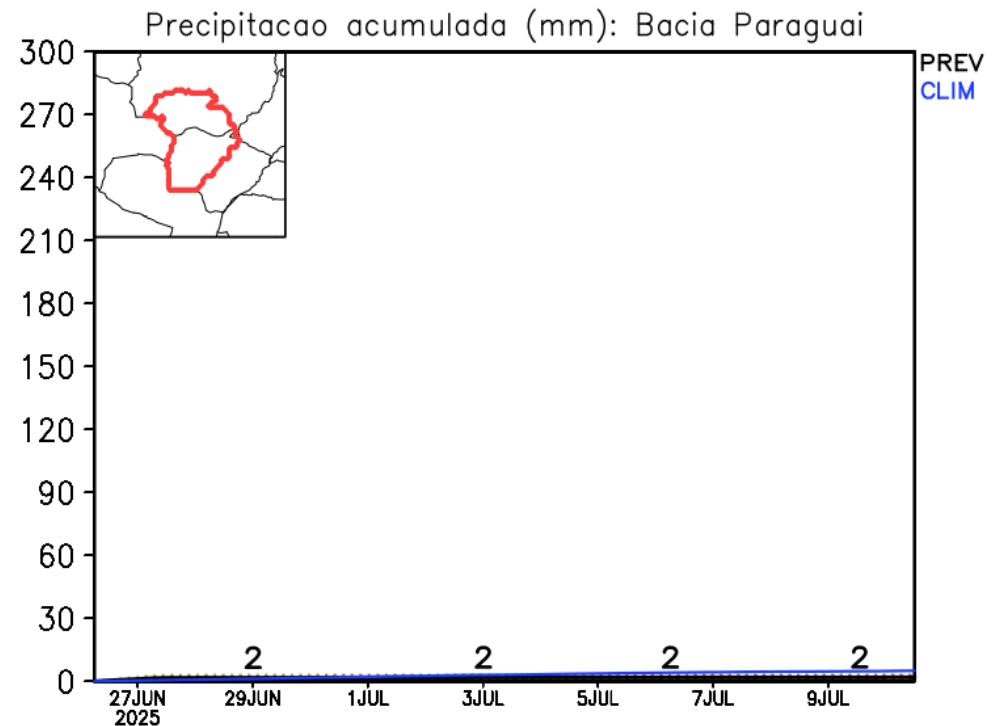 Precipitacao acumulada (mm): Bacia Paraguai
PREV
CLIM
300
270
240
210
180
150
120
90
60
30
0
2 2 2 2
27JUN 29JUN 1JUL 3JUL 5JUL 7JUL 9JUL
2025